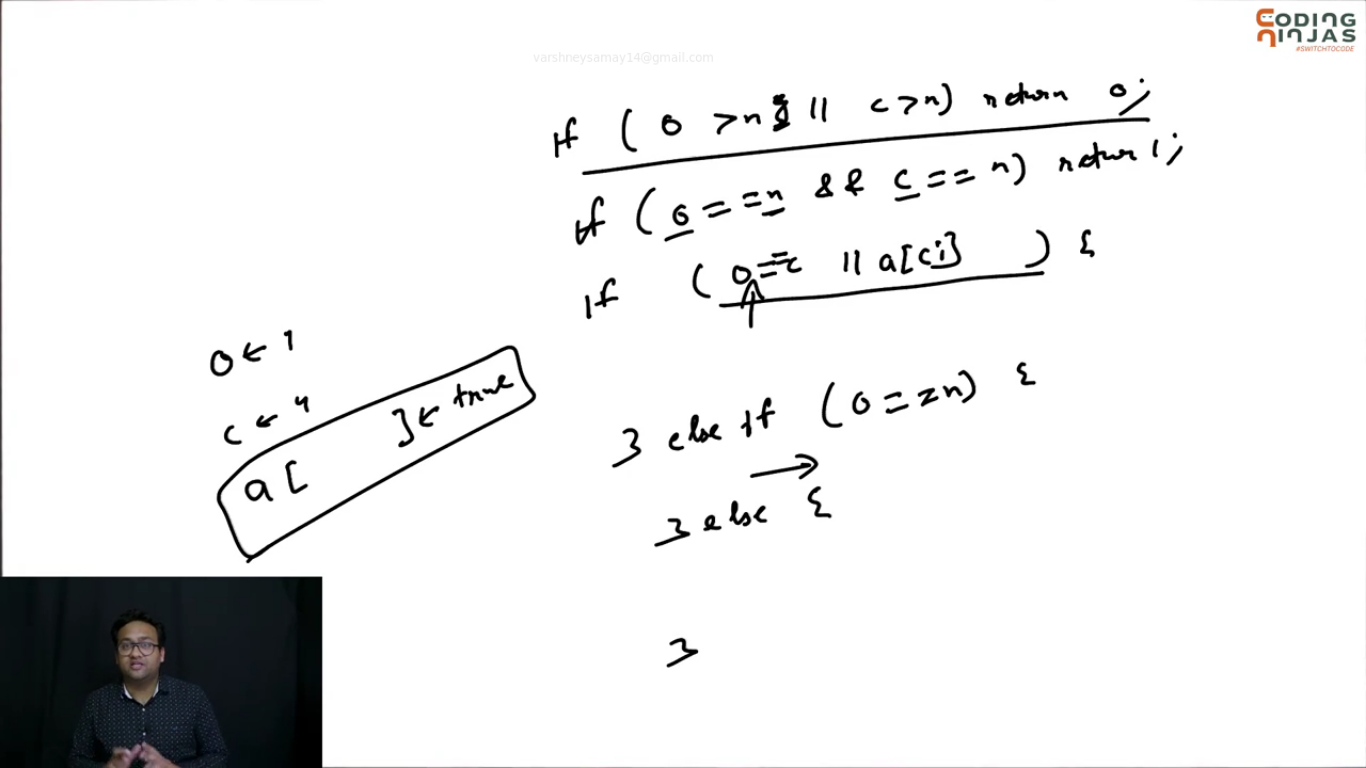 CODING
NINJAS
#SWITCHTOCODE
varshneysamay14@gmail.com
if ( o >n || c >n) return 0;
if ( o == n && c == n) return 1;
if ( o == c || a[ci] ) {
o ← 1
} else if (o == n) {
c ← 4
a [ ] ← true
} else {
}